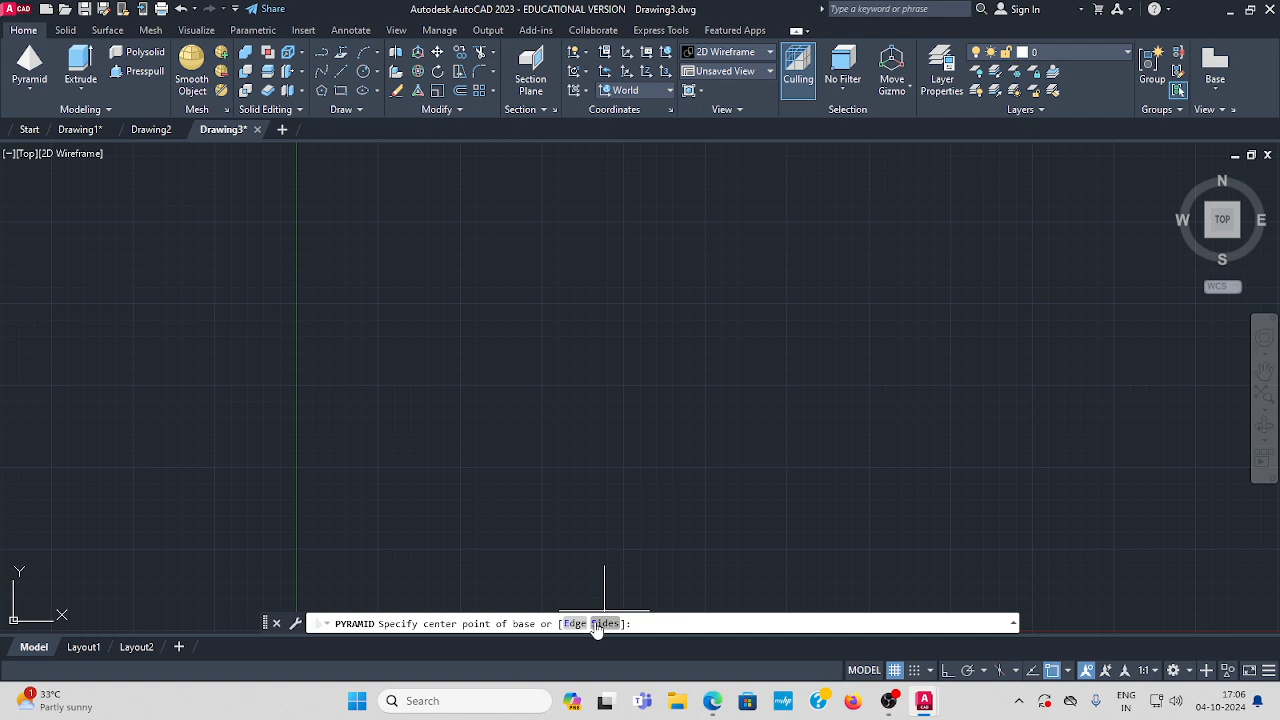 Share
Autodesk AutoCAD 2023 - EDUCATIONAL VERSION Drawing3.dwg
Type a keyword or phrase
Sign In
Home Solid Surface Mesh Visualize Parametric Insert Annotate View Manage Output Add-ins Collaborate Express Tools Featured Apps
Pyramid
Extrude
Polysolid
Presspull
Smooth
Object
Section
Plane
World
2D Wireframe
Unsaved View
Culling
No Filter
Move
Gizmo
Layer
Properties
0
Group
Base
Modeling Mesh Solid Editing Draw Modify Section Coordinates View Selection Layers Groups View
Start Drawing1* Drawing2 Drawing3*
[−][Top][2D Wireframe]
N
W TOP E
S
WCS
Y
X
PYRAMID Specify center point of base or [Edge Sides]:
Model Layout1 Layout2
MODEL
1:1
1
33°C
Partly sunny
Search
ENG
IN
17:06
04-10-2024